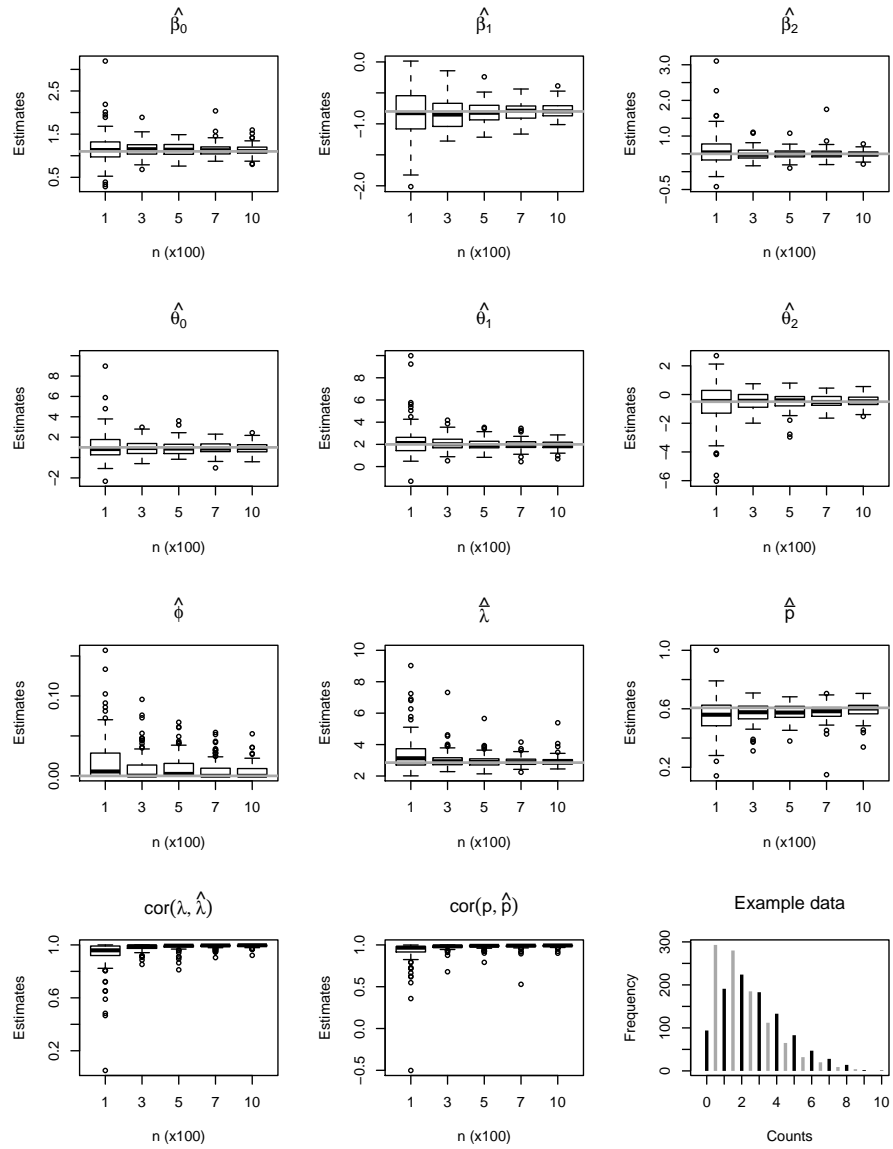 β̂₀
Estimates
0.5 1.5 2.5
1 3 5 7 10
n (x100)
β̂₁
Estimates
−2.0 −1.0 0.0
1 3 5 7 10
n (x100)
β̂₂
Estimates
−0.5 1.0 2.0 3.0
1 3 5 7 10
n (x100)
θ̂₀
Estimates
−2 2 4 6 8
1 3 5 7 10
n (x100)
θ̂₁
Estimates
0 2 4 6 8 10
1 3 5 7 10
n (x100)
θ̂₂
Estimates
−6 −4 −2 0 2
1 3 5 7 10
n (x100)
ϕ̂
Estimates
0.00 0.10
1 3 5 7 10
n (x100)
λ̂̄
Estimates
2 4 6 8 10
1 3 5 7 10
n (x100)
p̂̄
Estimates
0.2 0.6 1.0
1 3 5 7 10
n (x100)
cor(λ, λ̂)
Estimates
0.2 0.6 1.0
1 3 5 7 10
n (x100)
cor(p, p̂)
Estimates
−0.5 0.0 0.5 1.0
1 3 5 7 10
n (x100)
Example data
Frequency
0 100 200 300
0 2 4 6 8 10
Counts